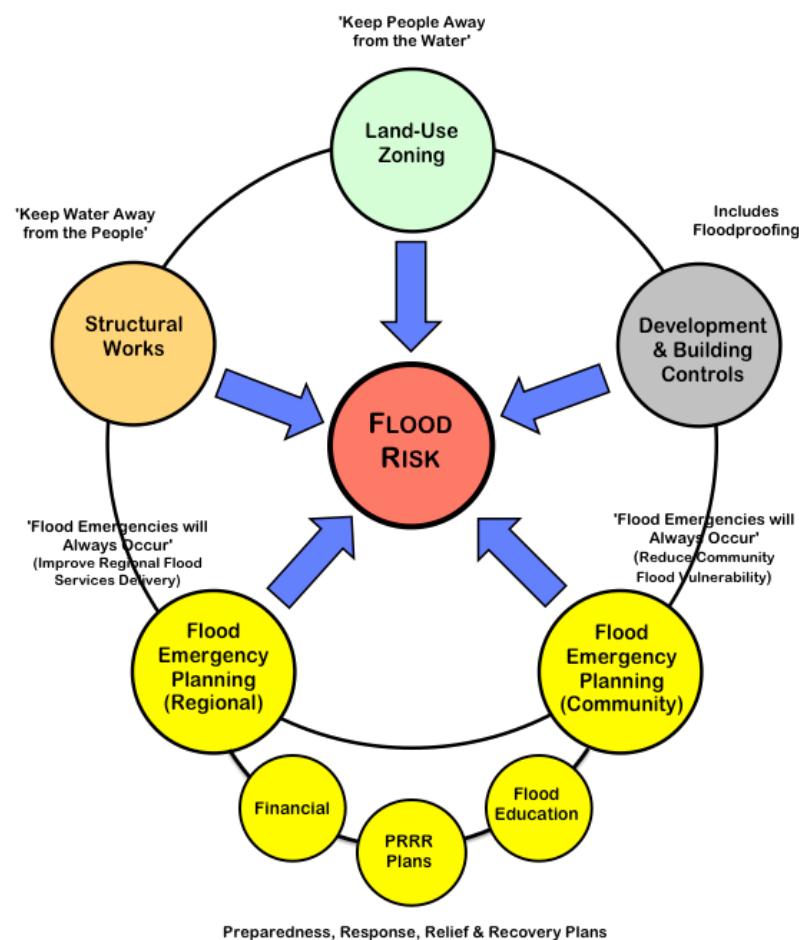 'Keep People Away
from the Water'
Land-Use
Zoning
'Keep Water Away
from the People'
Includes
Floodproofing
Structural
Works
Development
& Building
Controls
FLOOD
RISK
'Flood Emergencies will
Always Occur'
(Improve Regional Flood
Services Delivery)
'Flood Emergencies will
Always Occur'
(Reduce Community
Flood Vulnerability)
Flood
Emergency
Planning
(Regional)
Flood
Emergency
Planning
(Community)
Financial
PRRR
Plans
Flood
Education
Preparedness, Response, Relief & Recovery Plans